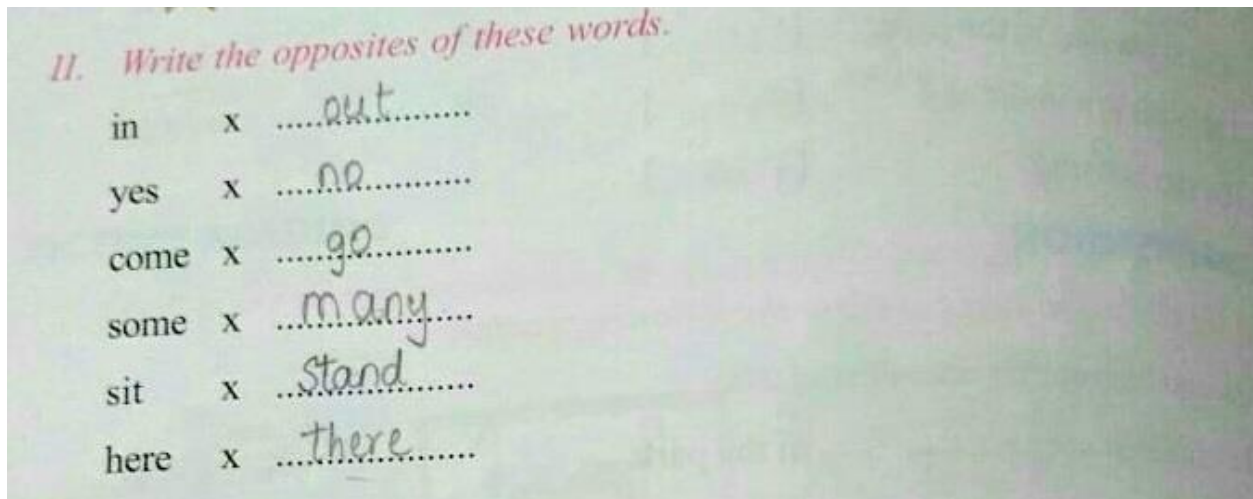 II. Write the opposites of these words.
in x .....out..........
yes x ....no............
come x .....go...........
some x ...many.....
sit x ...Stand........
here x ....there.......